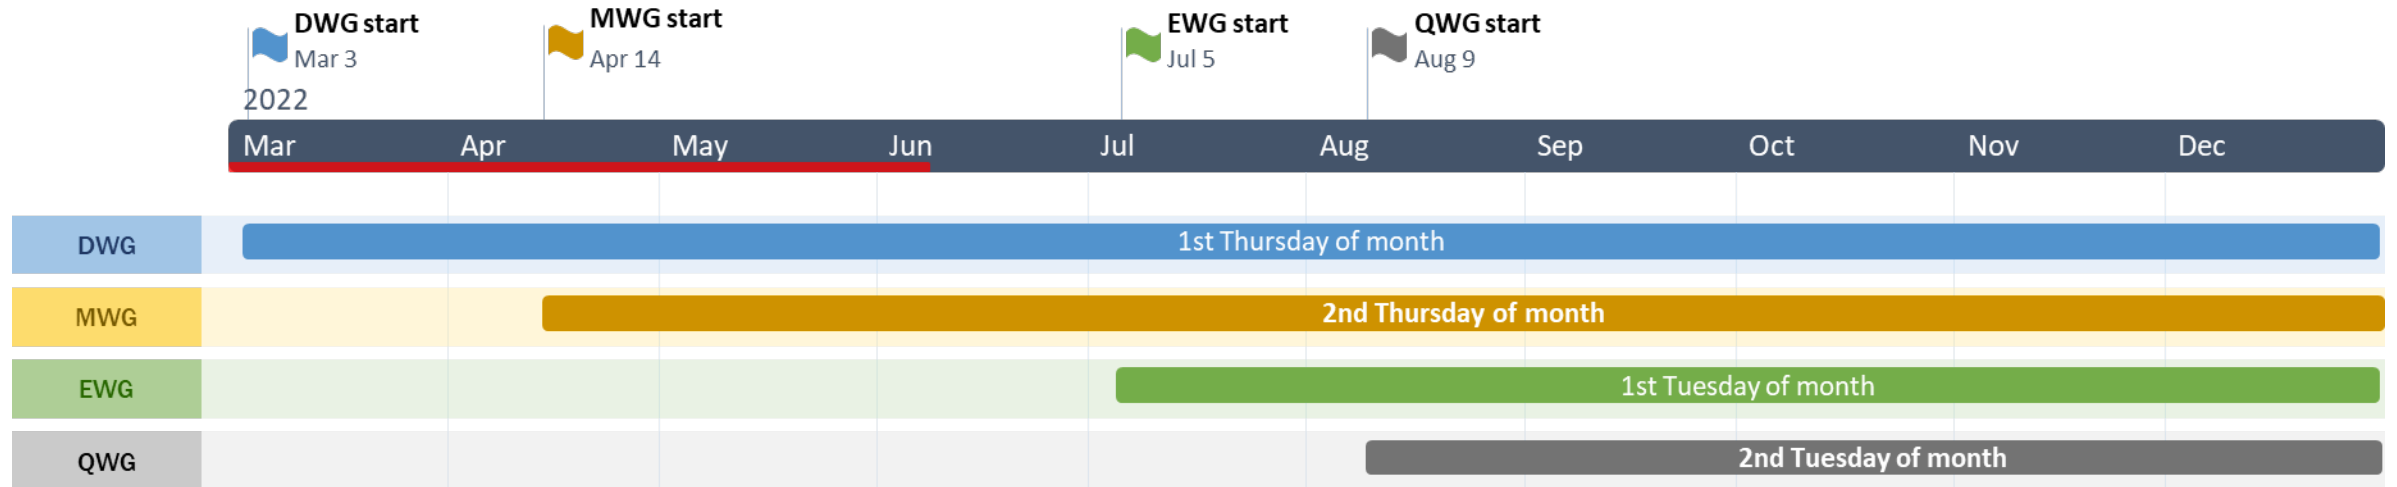 DWG start
Mar 3
MWG start
Apr 14
EWG start
Jul 5
QWG start
Aug 9
2022
Mar Apr May Jun Jul Aug Sep Oct Nov Dec
DWG
1st Thursday of month
MWG
2nd Thursday of month
EWG
1st Tuesday of month
QWG
2nd Tuesday of month